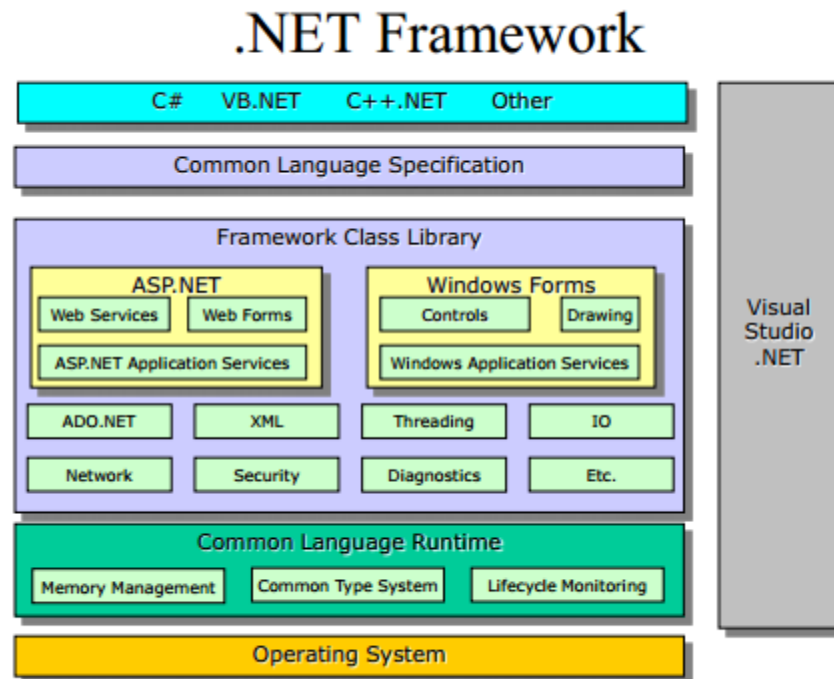 .NET Framework
C# VB.NET C++.NET Other
Common Language Specification
Framework Class Library
ASP.NET
Web Services Web Forms
ASP.NET Application Services
Windows Forms
Controls Drawing
Windows Application Services
ADO.NET XML Threading IO
Network Security Diagnostics Etc.
Common Language Runtime
Memory Management Common Type System Lifecycle Monitoring
Operating System
Visual
Studio
.NET